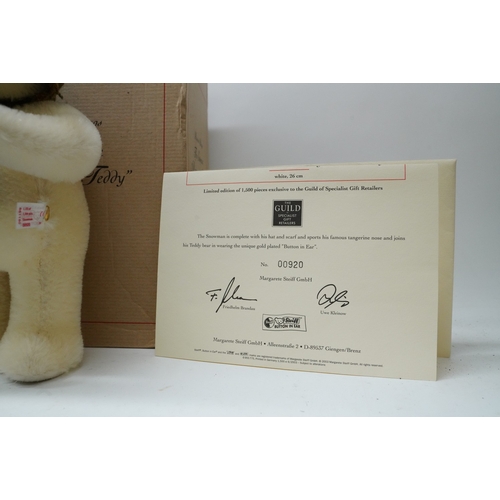 Teddy"
white, 26 cm
Limited edition of 1,500 pieces exclusive to the Guild of Specialist Gift Retailers
THE
GUILD
SPECIALIST
GIFT
RETAILERS
The Snowman is complete with his hat and scarf and sports his famous tangerine nose and joins
his Teddy bear in wearing the unique gold plated "Button in Ear".
No. 00920
Margarete Steiff GmbH
Steiff
BUTTON IN EAR
Margarete Steiff GmbH • Alleenstraße 2 • D-89537 Giengen/Brenz